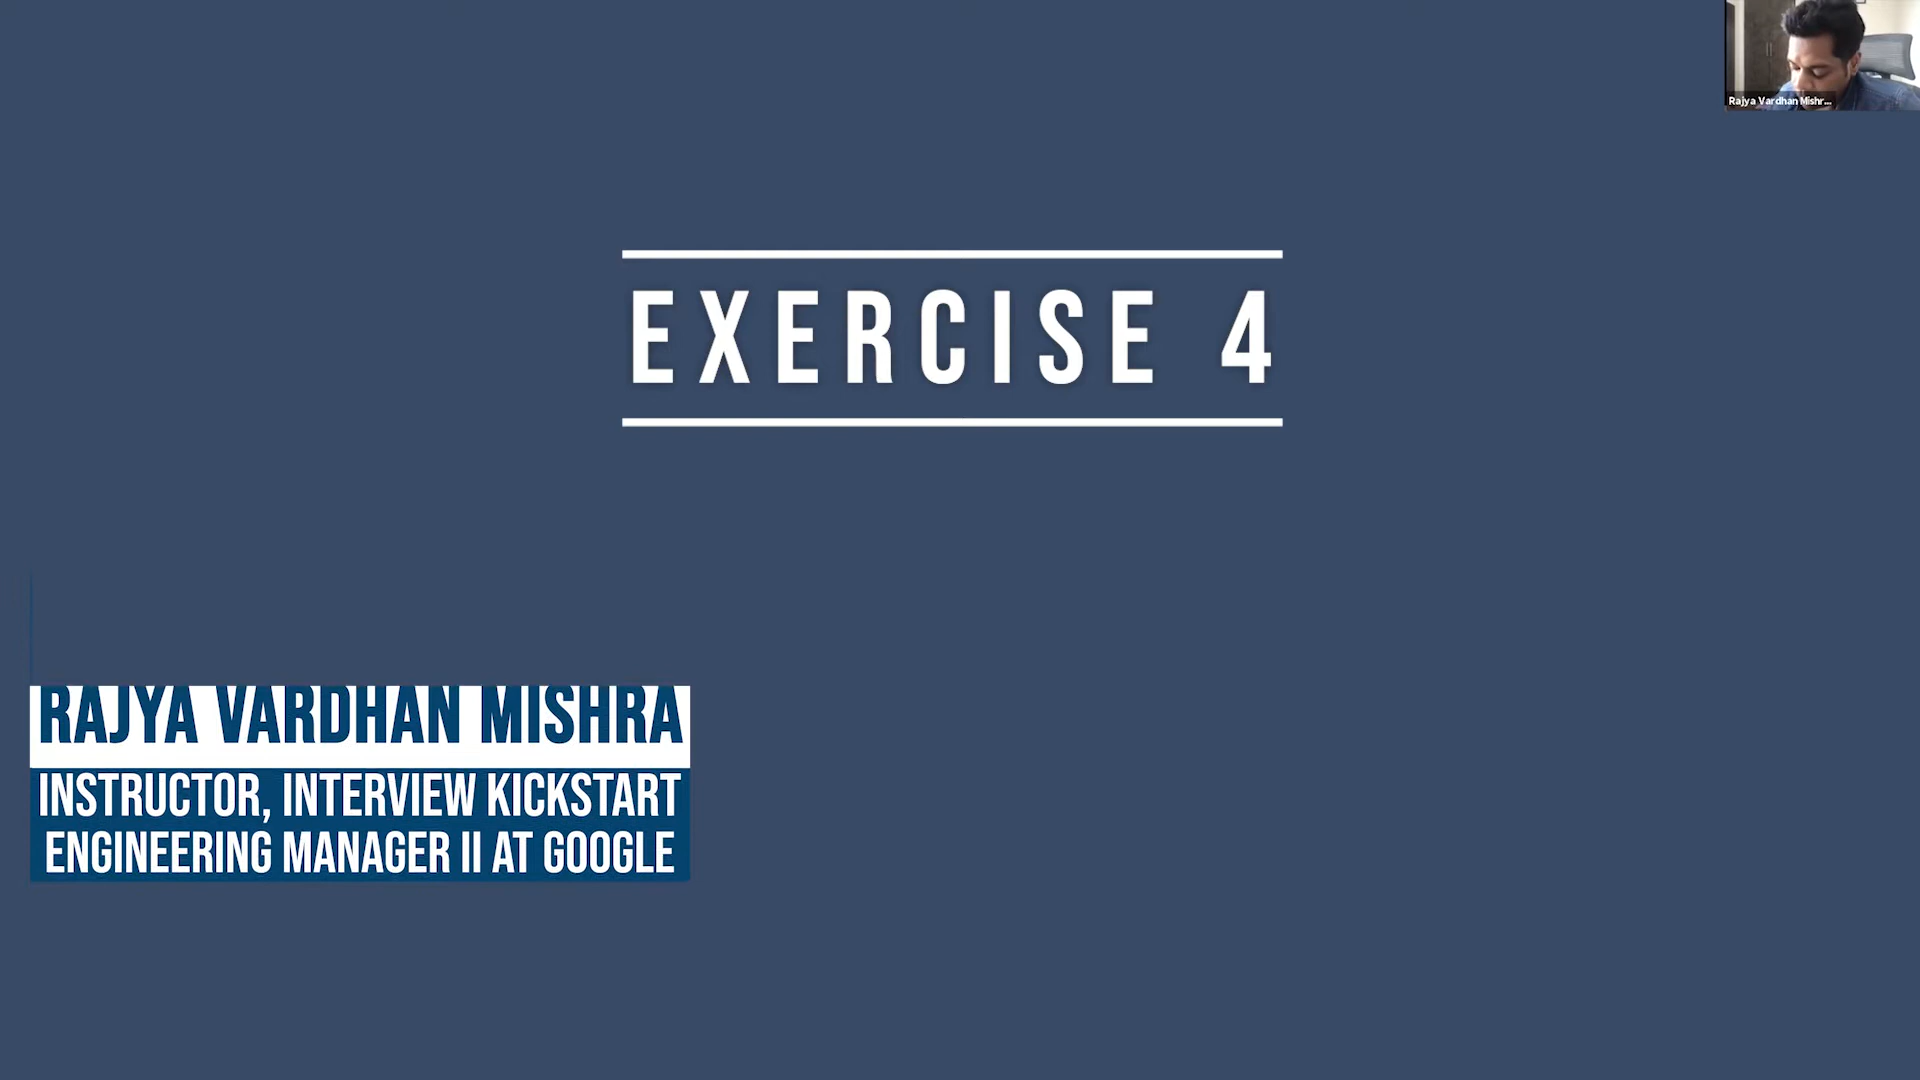 Rajya Vardhan Mishr...
EXERCISE 4
RAJYA VARDHAN MISHRA
INSTRUCTOR, INTERVIEW KICKSTART
ENGINEERING MANAGER II AT GOOGLE